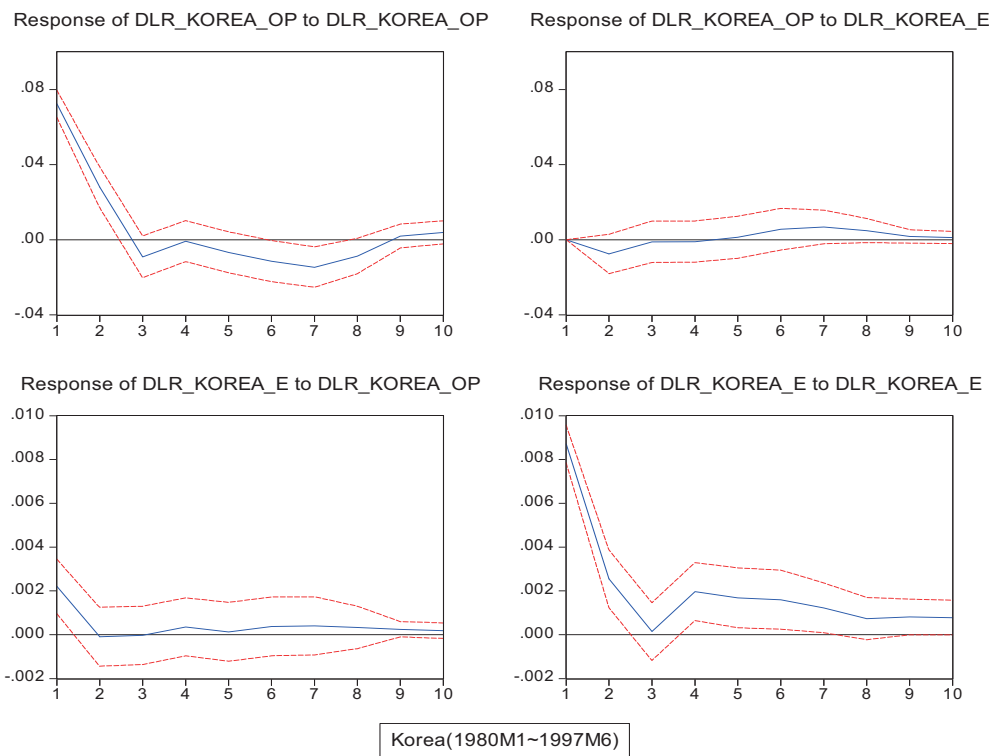 Response of DLR_KOREA_OP to DLR_KOREA_OP
.08
.04
.00
-.04
1 2 3 4 5 6 7 8 9 10
Response of DLR_KOREA_OP to DLR_KOREA_E
.08
.04
.00
-.04
1 2 3 4 5 6 7 8 9 10
Response of DLR_KOREA_E to DLR_KOREA_OP
.010
.008
.006
.004
.002
.000
-.002
1 2 3 4 5 6 7 8 9 10
Response of DLR_KOREA_E to DLR_KOREA_E
.010
.008
.006
.004
.002
.000
-.002
1 2 3 4 5 6 7 8 9 10
Korea(1980M1~1997M6)